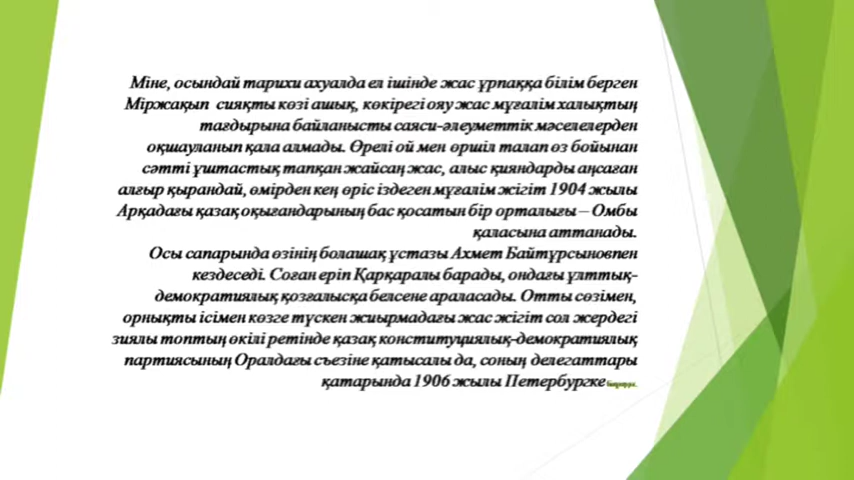 Міне, осындай тарихи ахуалда ел ішінде жас ұрпаққа білім берген
Міржақып сияқты көзі ашық, көкірегі ояу жас мұғалім халықтың
тағдырына байланысты саяси-әлеуметтік мәселелерден
оқшауланып қала алмады. Өрелі ой мен өршіл талап өз бойынан
сәтті ұштастық тапқан жайсаң жас, алыс қияндарды аңсаған
алғыр қырандай, өмірден кең өріс іздеген мұғалім жігіт 1904 жылы
Арқадағы қазақ оқығандарының бас қосатын бір орталығы – Омбы
қаласына аттанады.
Осы сапарында өзінің болашақ ұстазы Ахмет Байтұрсыновпен
кездеседі. Соған еріп Қарқаралы барады, ондағы ұлттық-
демократиялық қозғалысқа белсене араласады. Отты сөзімен,
орнықты ісімен көзге түскен жиырмадағы жас жігіт сол жердегі
зиялы топтың өкілі ретінде қазақ конституциялық-демократиялық
партиясының Оралдағы съезіне қатысалы да, соның делегаттары
қатарында 1906 жылы Петербургке